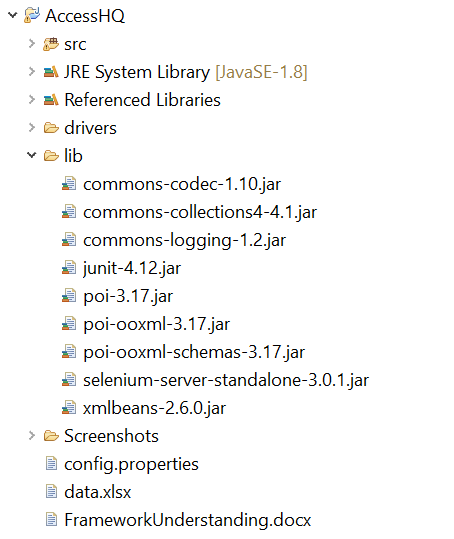 AccessHQ
src
JRE System Library [JavaSE-1.8]
Referenced Libraries
drivers
lib
commons-codec-1.10.jar
commons-collections4-4.1.jar
commons-logging-1.2.jar
junit-4.12.jar
poi-3.17.jar
poi-ooxml-3.17.jar
poi-ooxml-schemas-3.17.jar
selenium-server-standalone-3.0.1.jar
xmlbeans-2.6.0.jar
Screenshots
config.properties
data.xlsx
FrameworkUnderstanding.docx